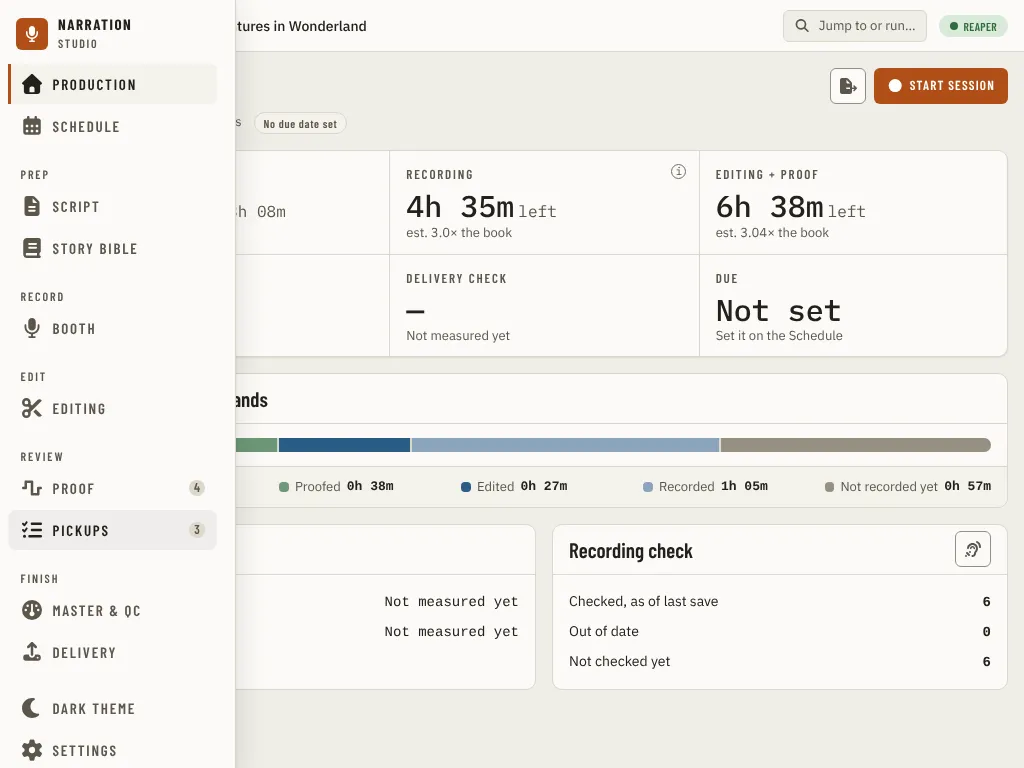 NARRATION
STUDIO
tures in Wonderland
Jump to or run...
REAPER
PRODUCTION
SCHEDULE
PREP
SCRIPT
STORY BIBLE
RECORD
BOOTH
EDIT
EDITING
REVIEW
PROOF 4
PICKUPS 3
FINISH
MASTER & QC
DELIVERY
DARK THEME
SETTINGS
START SESSION
s No due date set
h 08m
RECORDING
4h 35m left
est. 3.0× the book
EDITING + PROOF
6h 38m left
est. 3.04× the book
DELIVERY CHECK
—
Not measured yet
DUE
Not set
Set it on the Schedule
ands
Proofed 0h 38m
Edited 0h 27m
Recorded 1h 05m
Not recorded yet 0h 57m
Not measured yet
Not measured yet
Recording check
Checked, as of last save 6
Out of date 0
Not checked yet 6